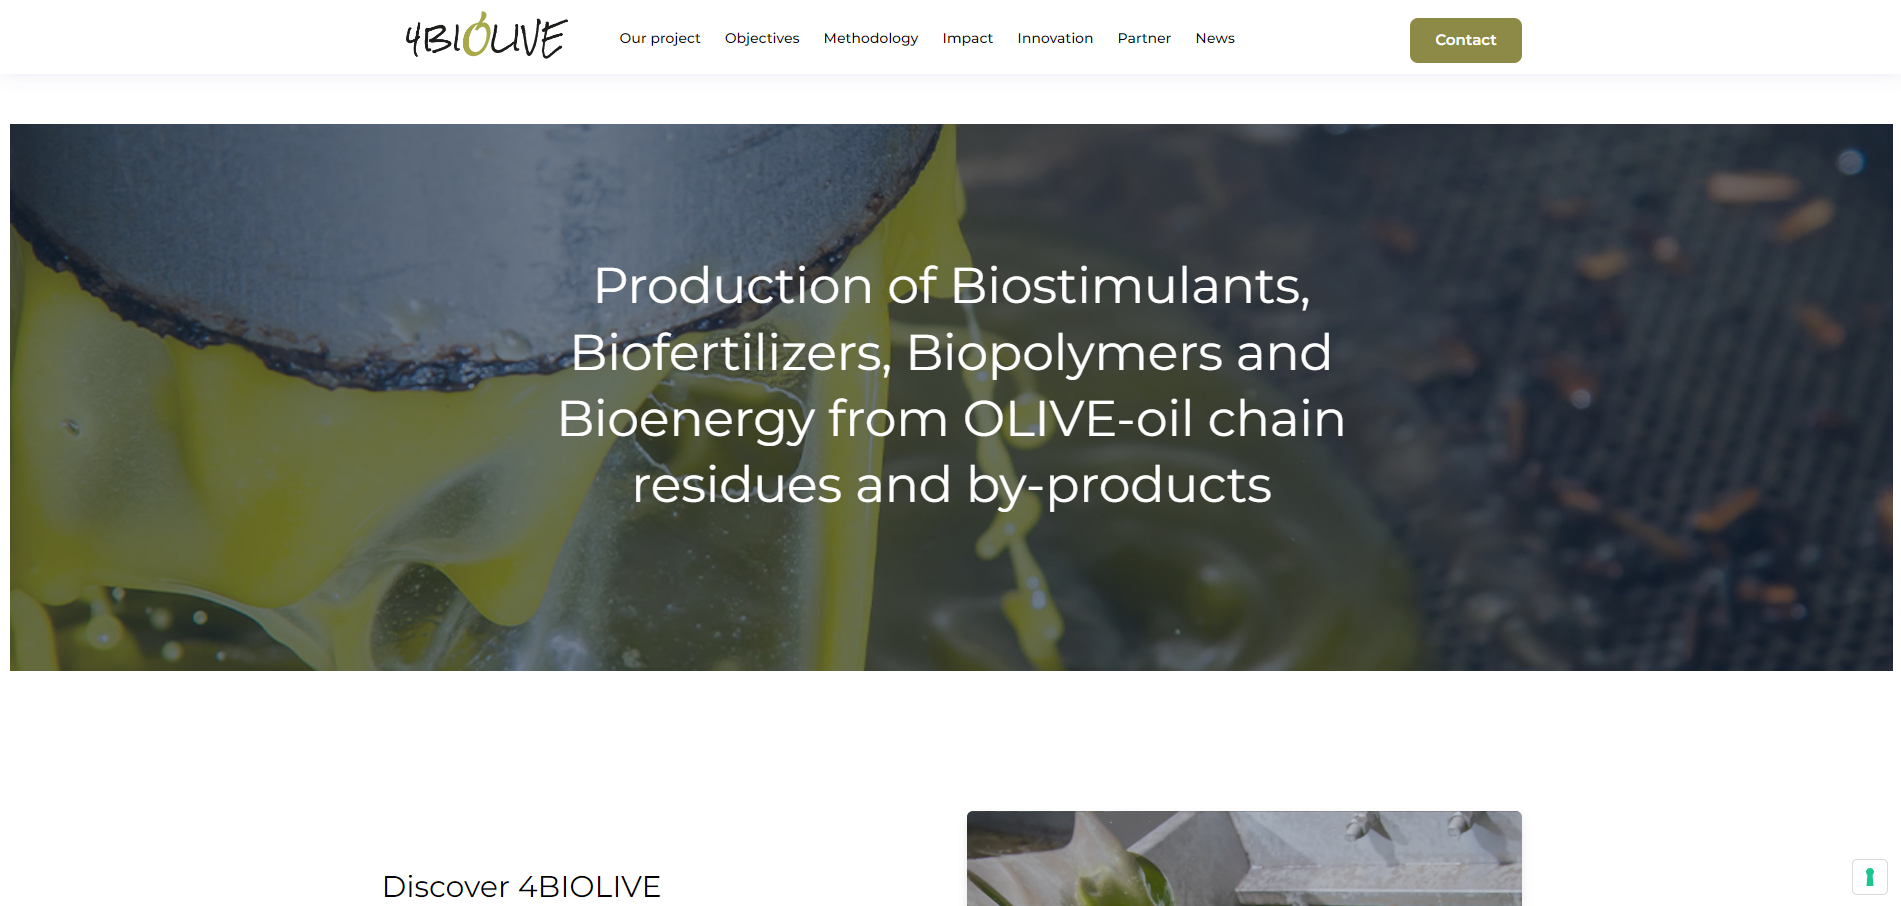 4BIOLIVE
Our project
Objectives
Methodology
Impact
Innovation
Partner
News
Contact
Production of Biostimulants,
Biofertilizers, Biopolymers and
Bioenergy from OLIVE-oil chain
residues and by-products
Discover 4BIOLIVE